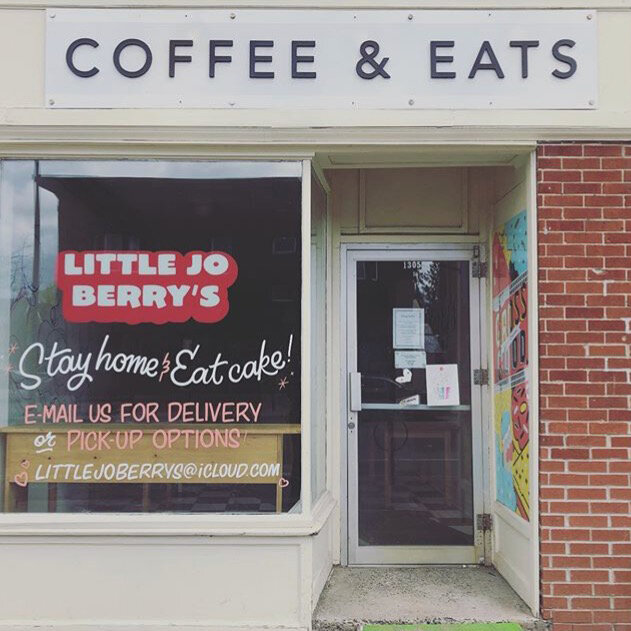 COFFEE & EATS
LITTLE JO
BERRY'S
Stay home & Eat cake!
E-MAIL US FOR DELIVERY
or PICK-UP OPTIONS!
LITTLEJOBERRYS@iCLOUD.COM
1305